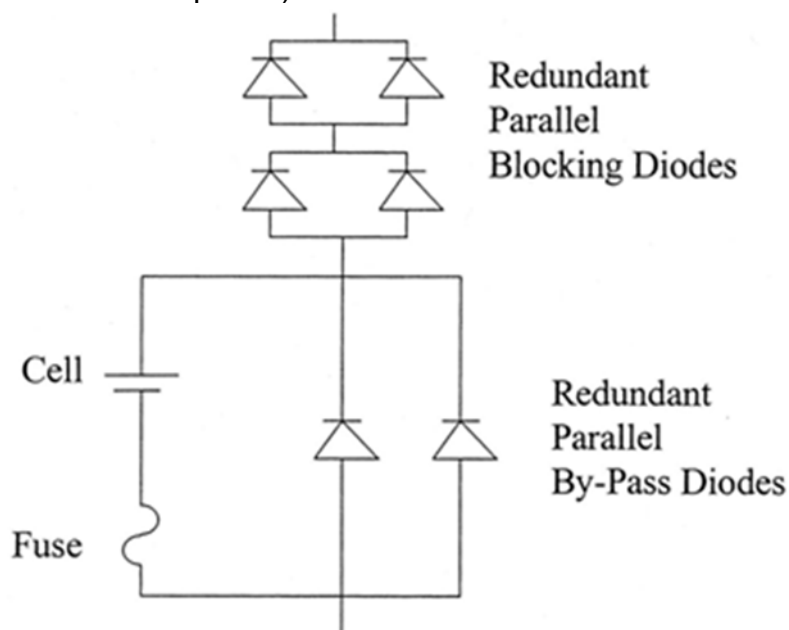 Redundant
Parallel
Blocking Diodes
Cell
Redundant
Parallel
By-Pass Diodes
Fuse